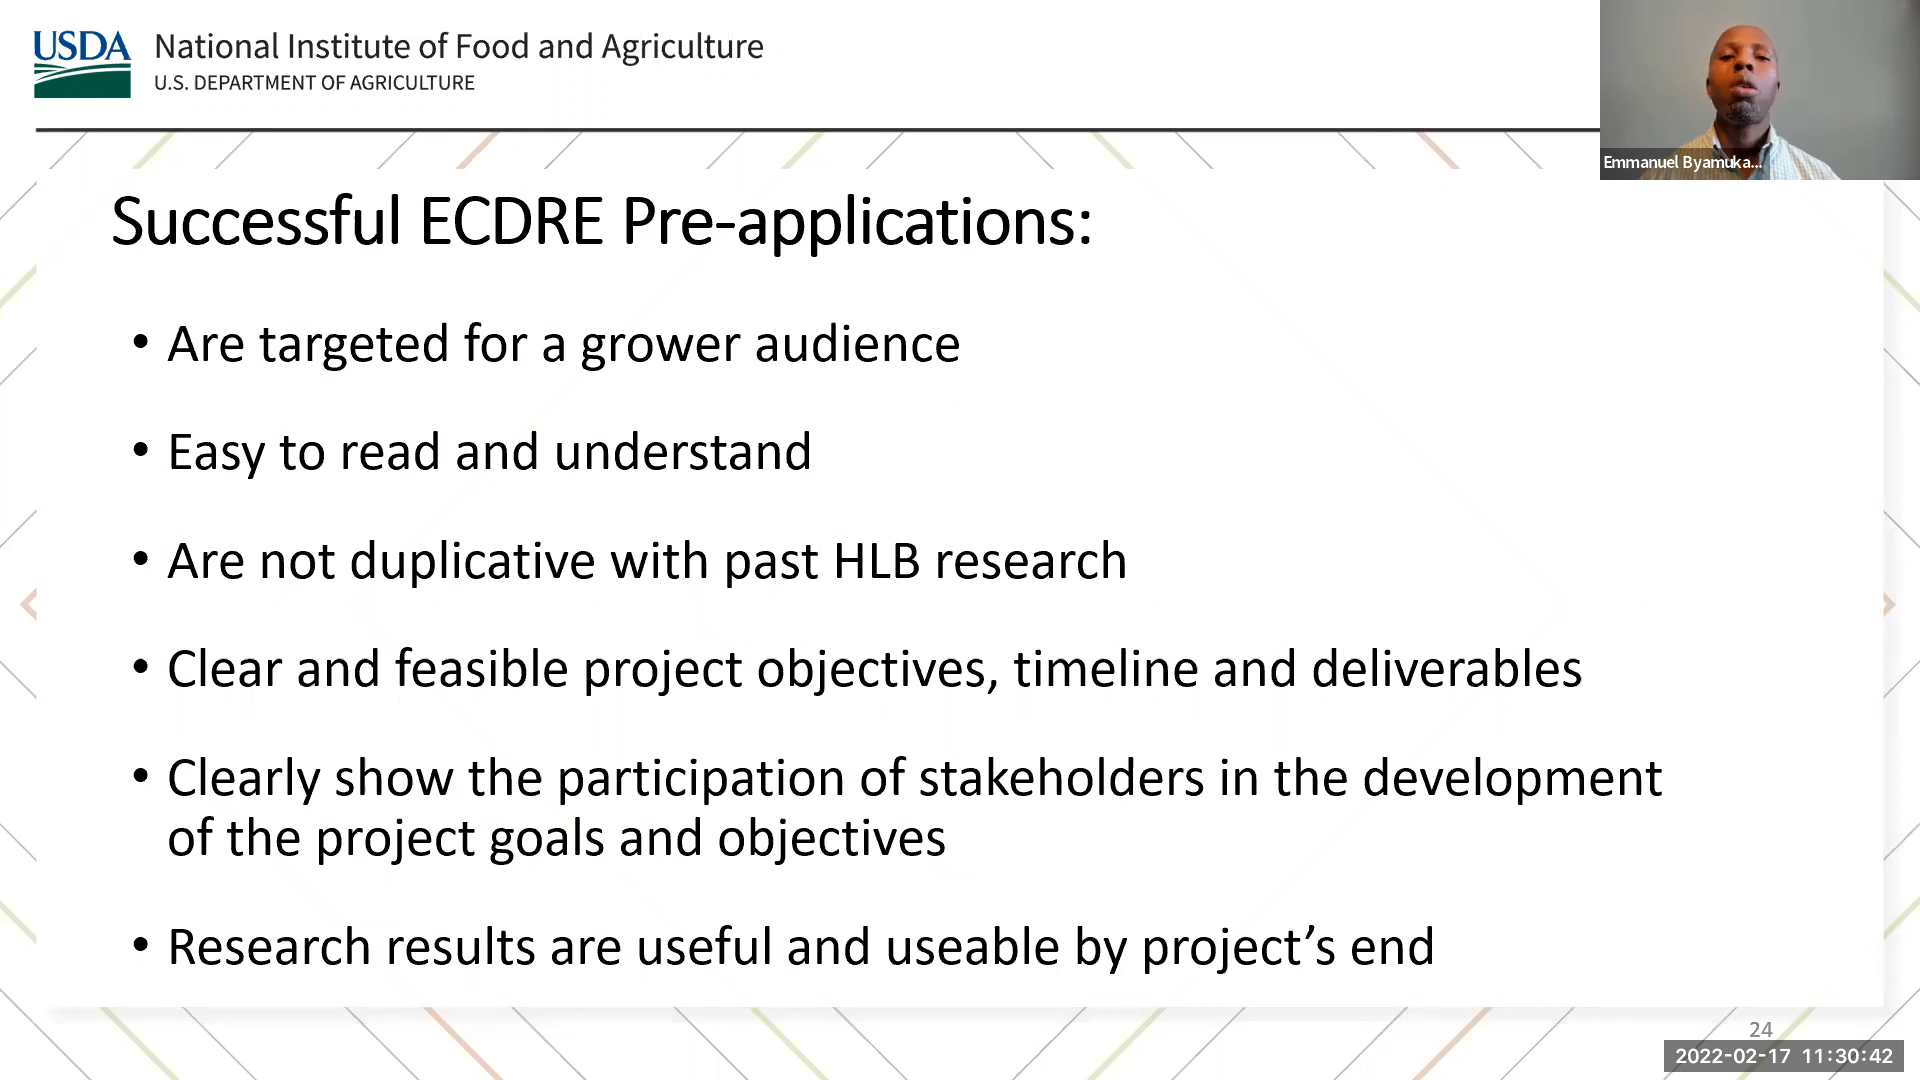 USDA
National Institute of Food and Agriculture
U.S. DEPARTMENT OF AGRICULTURE
Emmanuel Byamuka...
Successful ECDRE Pre-applications:
• Are targeted for a grower audience
• Easy to read and understand
• Are not duplicative with past HLB research
• Clear and feasible project objectives, timeline and deliverables
• Clearly show the participation of stakeholders in the development
of the project goals and objectives
• Research results are useful and useable by project’s end
24
2022-02-17 11:30:42